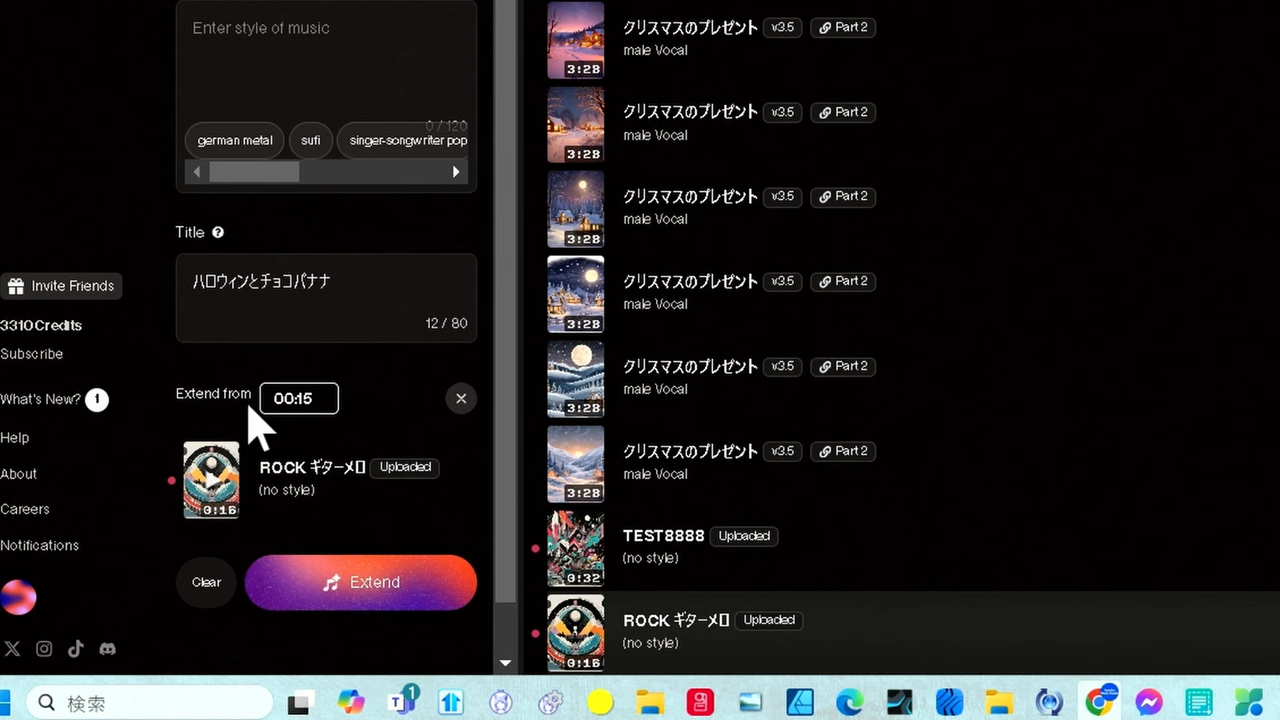 Enter style of music
0 / 120
german metal
sufi
singer-songwriter pop
Title
ハロウィンとチョコバナナ
12 / 80
Invite Friends
3310 Credits
Subscribe
What's New? 1
Extend from 00:15
Help
About
Careers
Notifications
ROCK ギターメロ Uploaded
(no style)
0:16
Clear
Extend
クリスマスのプレゼント v3.5 Part 2
male Vocal
3:28
クリスマスのプレゼント v3.5 Part 2
male Vocal
3:28
クリスマスのプレゼント v3.5 Part 2
male Vocal
3:28
クリスマスのプレゼント v3.5 Part 2
male Vocal
3:28
クリスマスのプレゼント v3.5 Part 2
male Vocal
3:28
クリスマスのプレゼント v3.5 Part 2
male Vocal
3:28
TEST8888 Uploaded
(no style)
0:32
ROCK ギターメロ Uploaded
(no style)
0:16
検索
1